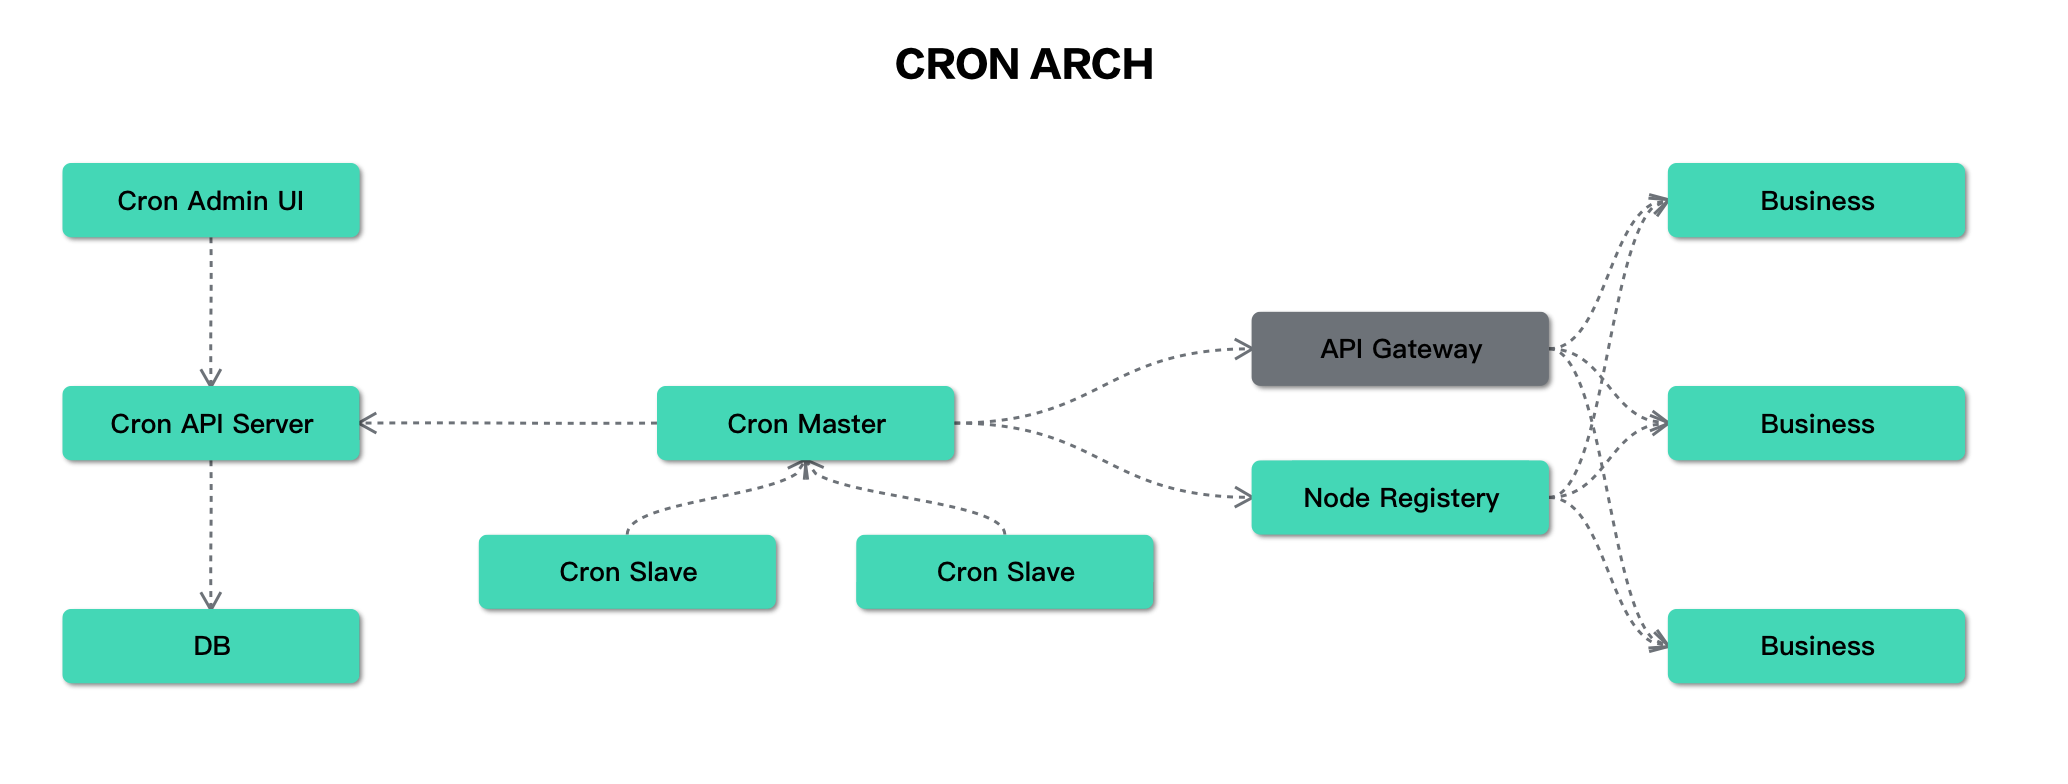 CRON ARCH
Cron Admin UI
Business
API Gateway
Cron API Server
Cron Master
Business
Node Registery
Cron Slave
Cron Slave
DB
Business